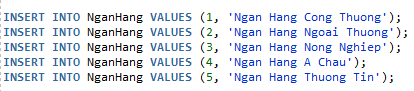 INSERT INTO NganHang VALUES (1, 'Ngan Hang Cong Thuong');
INSERT INTO NganHang VALUES (2, 'Ngan Hang Ngoai Thuong');
INSERT INTO NganHang VALUES (3, 'Ngan Hang Nong Nghiep');
INSERT INTO NganHang VALUES (4, 'Ngan Hang A Chau');
INSERT INTO NganHang VALUES (5, 'Ngan Hang Thuong Tin');